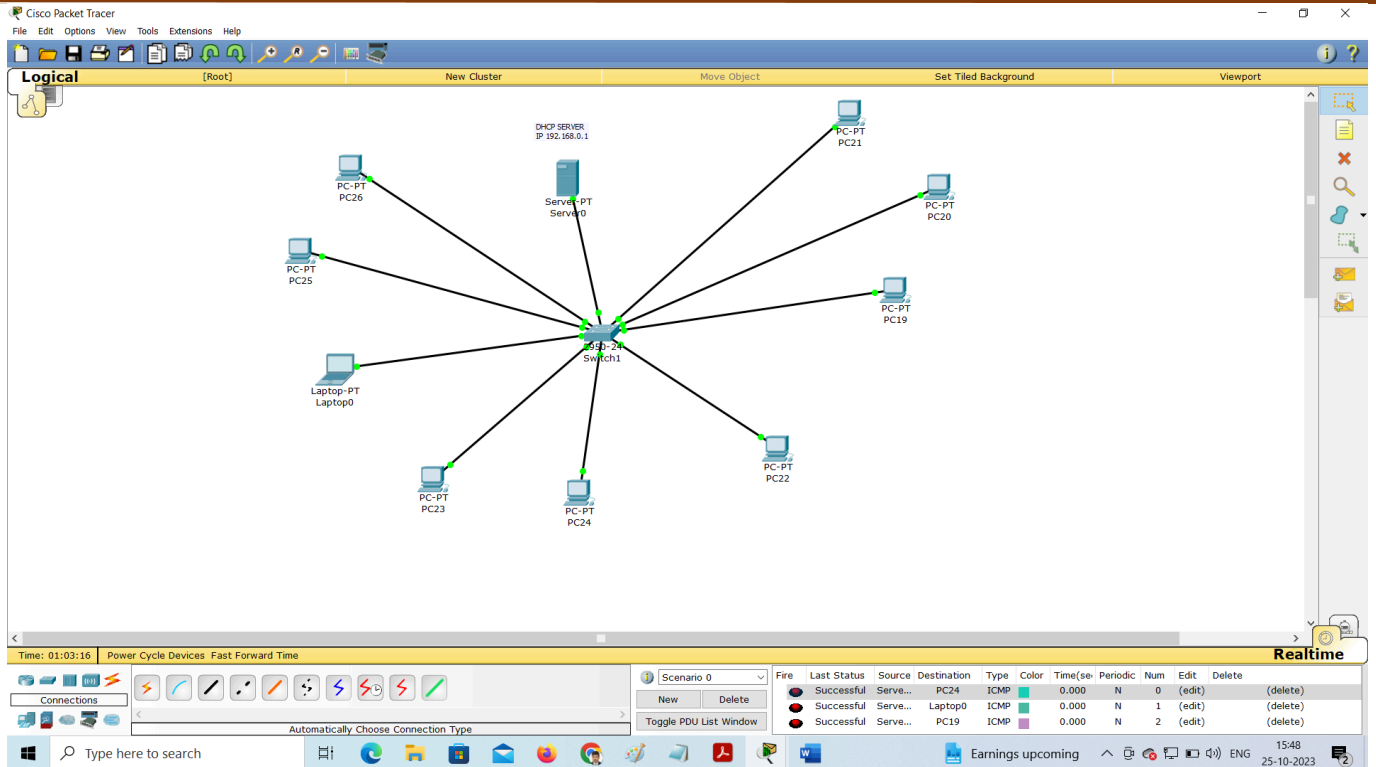 Cisco Packet Tracer
File Edit Options View Tools Extensions Help
Logical [Root] New Cluster Move Object Set Tiled Background Viewport
DHCP SERVER
IP 192.168.0.1
PC-PT
PC21
PC-PT
PC26
Server-PT
Server0
PC-PT
PC20
PC-PT
PC25
PC-PT
PC19
2950-24
Switch1
Laptop-PT
Laptop0
PC-PT
PC22
PC-PT
PC23
PC-PT
PC24
Time: 01:03:16 Power Cycle Devices Fast Forward Time Realtime
Connections
Automatically Choose Connection Type
Scenario 0
New Delete
Toggle PDU List Window
Fire Last Status Source Destination Type Color Time(se Periodic Num Edit Delete
Successful Serve... PC24 ICMP 0.000 N 0 (edit) (delete)
Successful Serve... Laptop0 ICMP 0.000 N 1 (edit) (delete)
Successful Serve... PC19 ICMP 0.000 N 2 (edit) (delete)
Type here to search
Earnings upcoming
ENG
15:48
25-10-2023
2